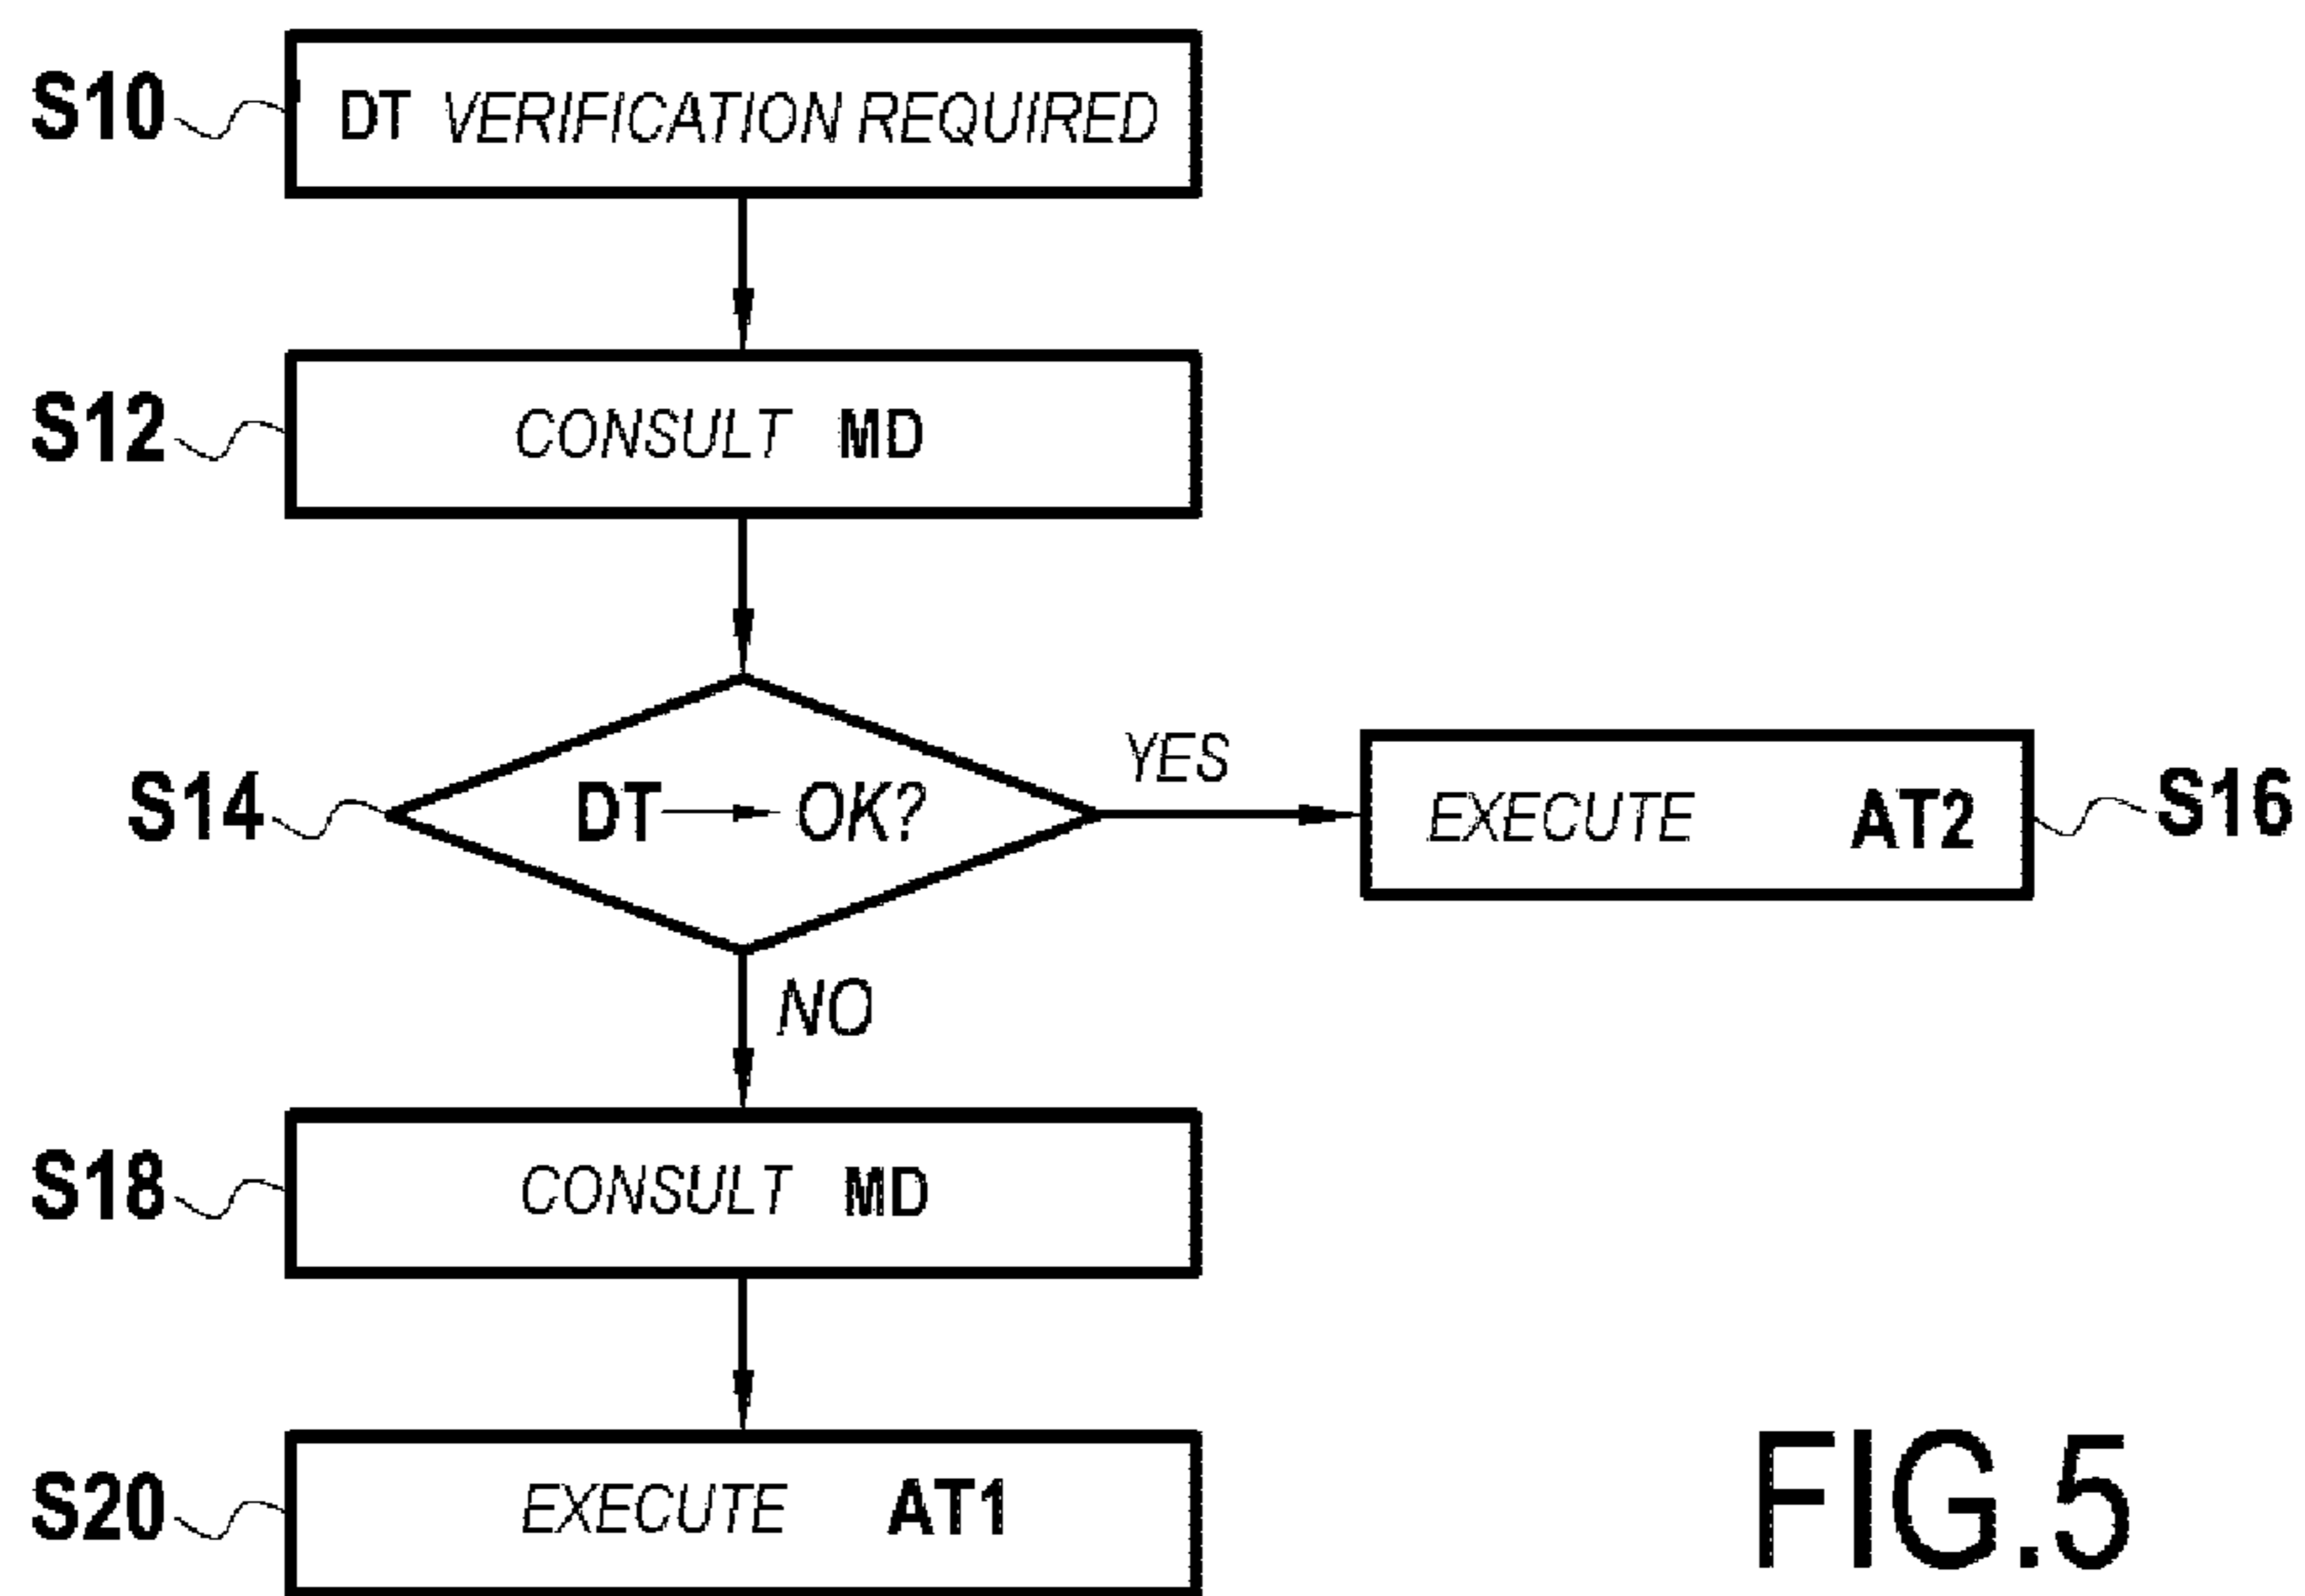 S10 DT VERIFICATION REQUIRED
S12 CONSULT MD
YES
S14 DT → OK? EXECUTE AT2 S16
NO
S18 CONSULT MD
S20 EXECUTE AT1
FIG.5